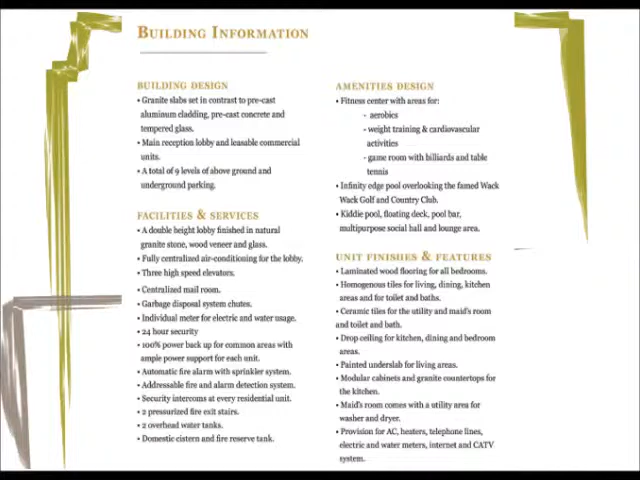 Building Information
BUILDING DESIGN
• Granite slabs set in contrast to pre-cast
aluminum cladding, pre-cast concrete and
tempered glass.
• Main reception lobby and leasable commercial
units.
• A total of 9 levels of above ground and
underground parking.
FACILITIES & SERVICES
• A double height lobby finished in natural
granite stone, wood veneer and glass.
• Fully centralized air-conditioning for the lobby.
• Three high speed elevators.
• Centralized mail room.
• Garbage disposal system chutes.
• Individual meter for electric and water usage.
• 24 hour security
• 100% power back up for common areas with
ample power support for each unit.
• Automatic fire alarm with sprinkler system.
• Addressable fire and alarm detection system.
• Security intercoms at every residential unit.
• 2 pressurized fire exit stairs.
• 2 overhead water tanks.
• Domestic cistern and fire reserve tank.
AMENITIES DESIGN
• Fitness center with areas for:
- aerobics
- weight training & cardiovascular
activities
- game room with billiards and table
tennis
• Infinity edge pool overlooking the famed Wack
Wack Golf and Country Club.
• Kiddie pool, floating deck, pool bar,
multipurpose social hall and lounge area.
UNIT FINISHES & FEATURES
• Laminated wood flooring for all bedrooms.
• Homogenous tiles for living, dining, kitchen
areas and for toilet and baths.
• Ceramic tiles for the utility and maid's room
and toilet and bath.
• Drop ceiling for kitchen, dining and bedroom
areas.
• Painted underslab for living areas.
• Modular cabinets and granite countertops for
the kitchen.
• Maid's room comes with a utility area for
washer and dryer.
• Provision for AC, heaters, telephone lines,
electric and water meters, internet and CATV
system.